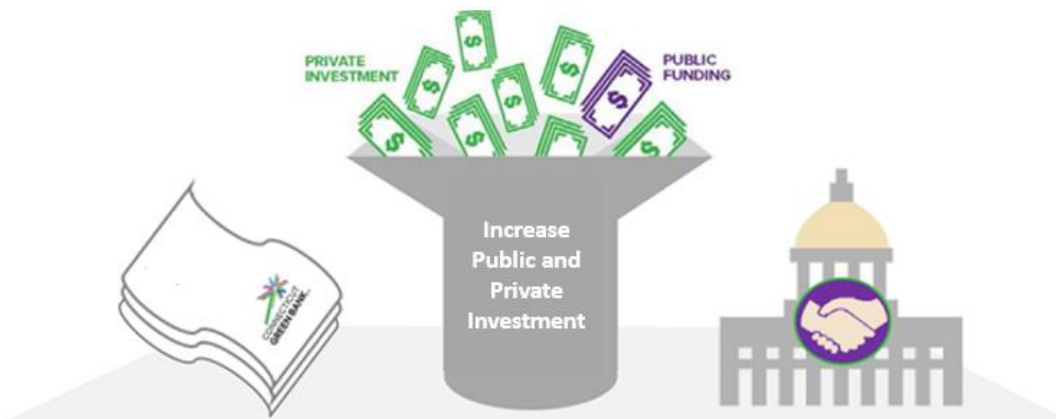 PRIVATE
INVESTMENT
PUBLIC
FUNDING
$
$
$
$
$
$
$
$
$
Increase
Public and
Private
Investment
CONNECTICUT
GREEN BANK